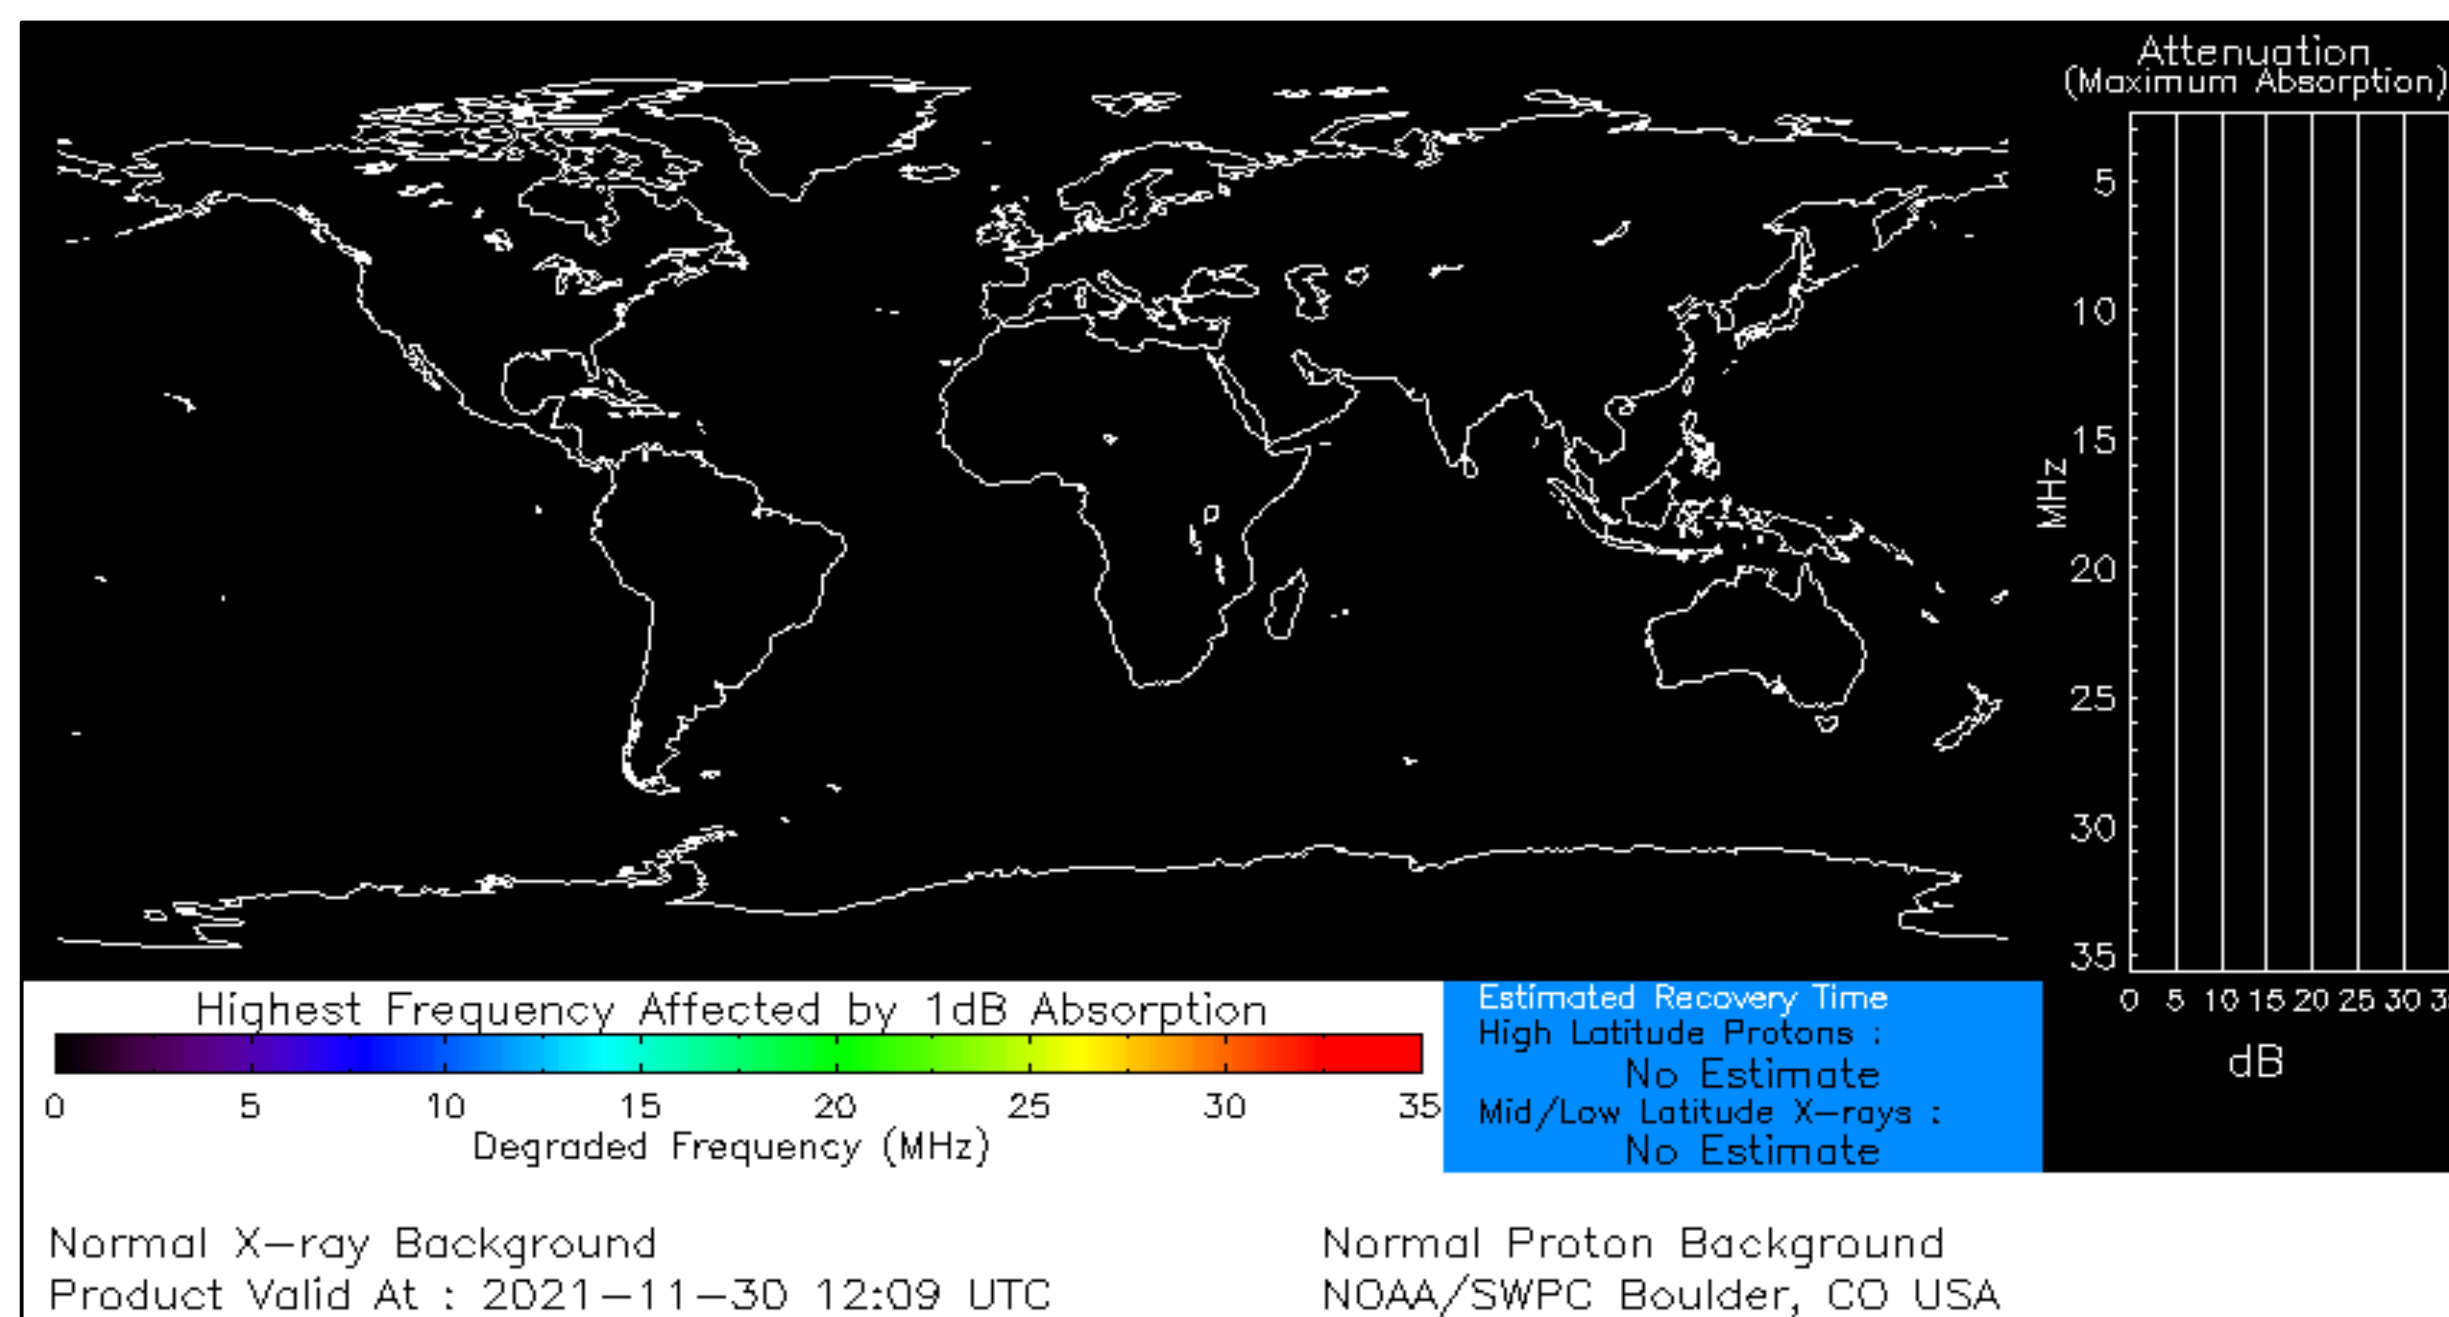 Attenuation
(Maximum Absorption)
5
10
15
20
25
30
35
MHz
0 5 10 15 20 25 30 3
dB
Highest Frequency Affected by 1dB Absorption
0 5 10 15 20 25 30 35
Degraded Frequency (MHz)
Estimated Recovery Time
High Latitude Protons :
No Estimate
Mid/Low Latitude X-rays :
No Estimate
Normal X-ray Background
Product Valid At : 2021-11-30 12:09 UTC
Normal Proton Background
NOAA/SWPC Boulder, CO USA